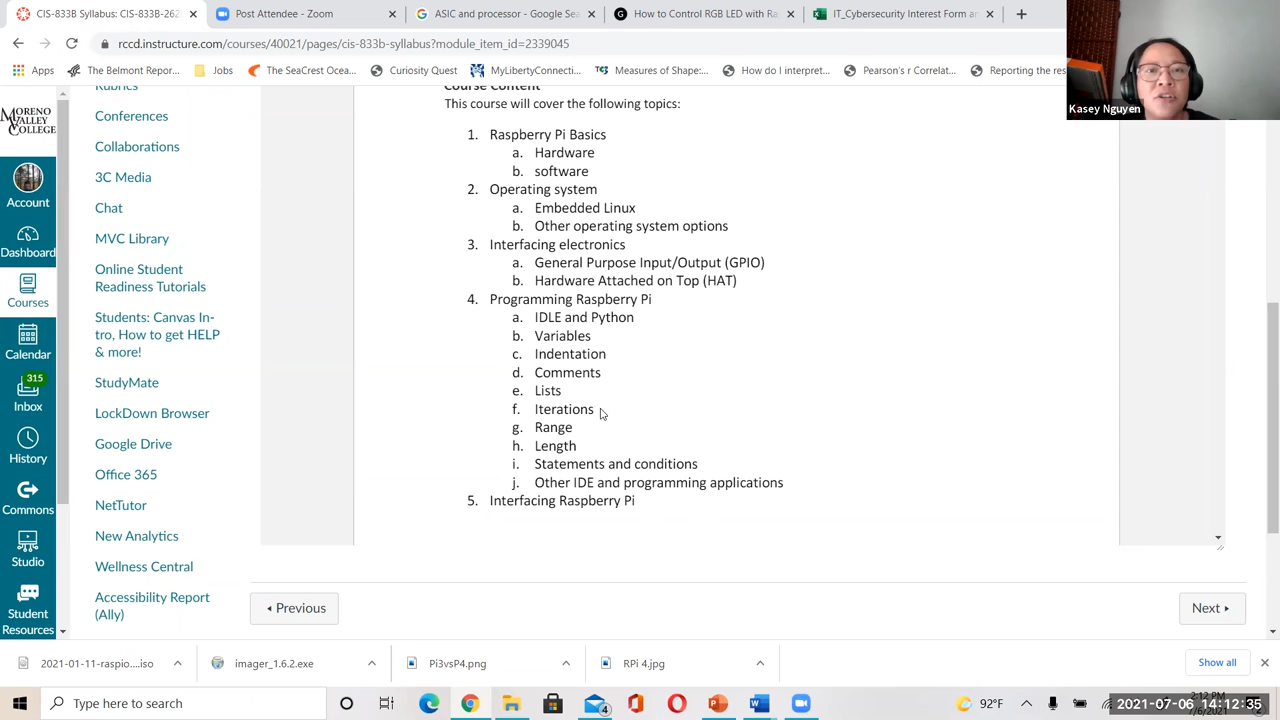 CIS-833B Syllabus: CIS-833B-262
Post Attendee - Zoom
ASIC and processor - Google Sea
How to Control RGB LED with Ra
IT_Cybersecurity Interest Form an
rccd.instructure.com/courses/40021/pages/cis-833b-syllabus?module_item_id=2339045
Apps
The Belmont Repor...
Jobs
The SeaCrest Ocea...
Curiosity Quest
MyLibertyConnecti...
Measures of Shape:...
How do I interpret...
Pearson's r Correlat...
Reporting the res
Kasey Nguyen
MORENO
VALLEY
COLLEGE
Account
Dashboard
Courses
Calendar
315
Inbox
History
Commons
Studio
Student
Resources
Rubrics
Conferences
Collaborations
3C Media
Chat
MVC Library
Online Student
Readiness Tutorials
Students: Canvas In-
tro, How to get HELP
& more!
StudyMate
LockDown Browser
Google Drive
Office 365
NetTutor
New Analytics
Wellness Central
Accessibility Report
(Ally)
Course Content
This course will cover the following topics:
1. Raspberry Pi Basics
a. Hardware
b. software
2. Operating system
a. Embedded Linux
b. Other operating system options
3. Interfacing electronics
a. General Purpose Input/Output (GPIO)
b. Hardware Attached on Top (HAT)
4. Programming Raspberry Pi
a. IDLE and Python
b. Variables
c. Indentation
d. Comments
e. Lists
f. Iterations
g. Range
h. Length
i. Statements and conditions
j. Other IDE and programming applications
5. Interfacing Raspberry Pi
Previous
Next
2021-01-11-raspio....iso
imager_1.6.2.exe
Pi3vsP4.png
RPi 4.jpg
Show all
Type here to search
4
92°F
2:12 PM
7/6/2021
2021-07-06 14:12:35